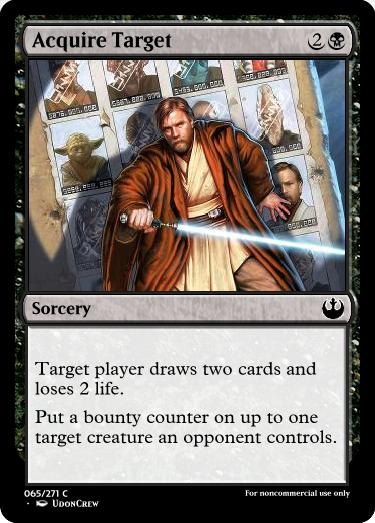 Acquire Target 2
Sorcery
Target player draws two cards and
loses 2 life.
Put a bounty counter on up to one
target creature an opponent controls.
065/271 C
For noncommercial use only
· UdonCrew